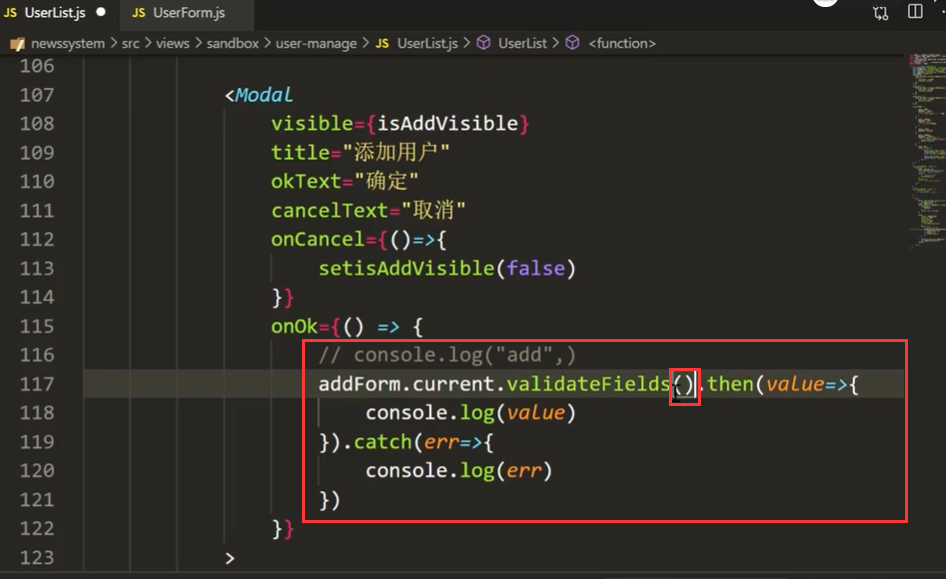 JS UserList.js
JS UserForm.js
newssystem > src > views > sandbox > user-manage > JS UserList.js > UserList > <function>
106
107 <Modal
108 visible={isAddVisible}
109 title="添加用户"
110 okText="确定"
111 cancelText="取消"
112 onCancel={()=>{
113 setisAddVisible(false)
114 }}
115 onOk={() => {
116 // console.log("add",)
117 addForm.current.validateFields().then(value=>{
118 console.log(value)
119 }).catch(err=>{
120 console.log(err)
121 })
122 }}
123 >